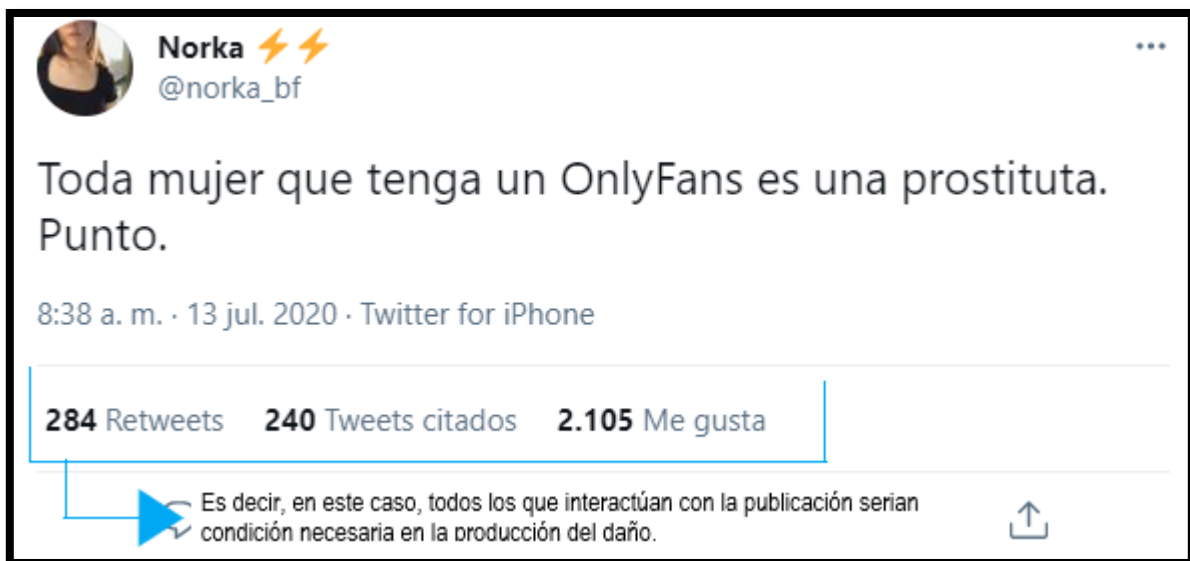 Norka ⚡⚡
@norka_bf
Toda mujer que tenga un OnlyFans es una prostituta.
Punto.
8:38 a. m. · 13 jul. 2020 · Twitter for iPhone
284 Retweets 240 Tweets citados 2.105 Me gusta
Es decir, en este caso, todos los que interactúan con la publicación serian
condición necesaria en la producción del daño.